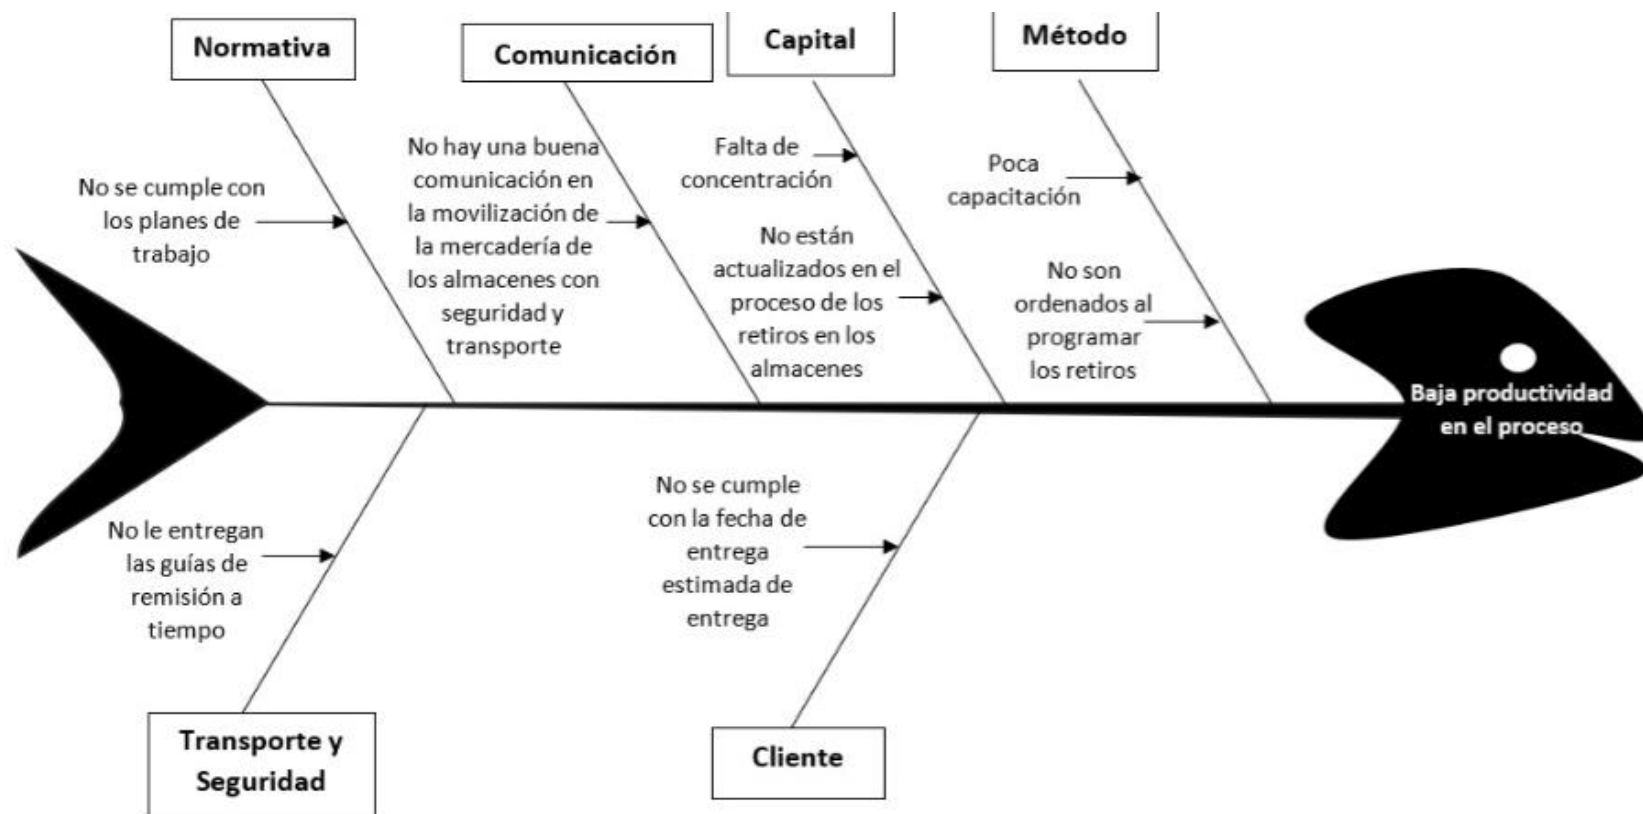 Normativa
Comunicación
Capital
Método
No se cumple con
los planes de
trabajo
No hay una buena
comunicación en
la movilización de
la mercadería de
los almacenes con
seguridad y
transporte
Falta de
concentración
No están
actualizados en el
proceso de los
retiros en los
almacenes
Poca
capacitación
No son
ordenados al
programar
los retiros
Baja productividad
en el proceso
No le entregan
las guías de
remisión a
tiempo
No se cumple
con la fecha de
entrega
estimada de
entrega
Transporte y
Seguridad
Cliente